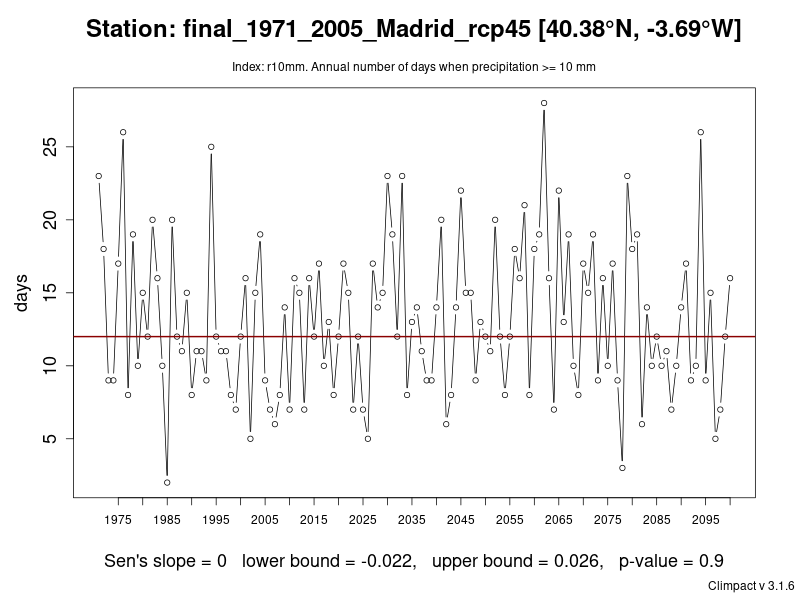 Station: final_1971_2005_Madrid_rcp45 [40.38°N, -3.69°W]
Index: r10mm. Annual number of days when precipitation >= 10 mm
days
25
20
15
10
5
1975 1985 1995 2005 2015 2025 2035 2045 2055 2065 2075 2085 2095
Sen's slope = 0 lower bound = -0.022, upper bound = 0.026, p-value = 0.9
Climpact v 3.1.6